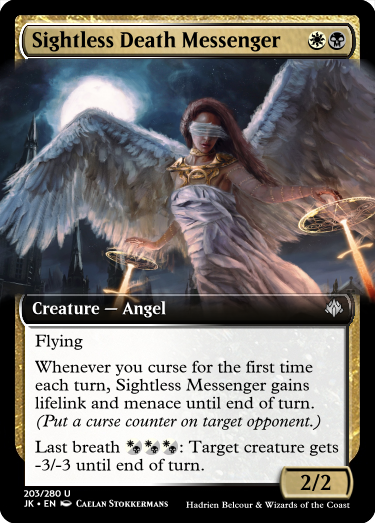 Sightless Death Messenger
Creature — Angel
Flying
Whenever you curse for the first time
each turn, Sightless Messenger gains
lifelink and menace until end of turn.
(Put a curse counter on target opponent.)
Last breath : Target creature gets
-3/-3 until end of turn.
2/2
203/280 U
JK • EN Caelan Stokkermans
Hadrien Belcour & Wizards of the Coast